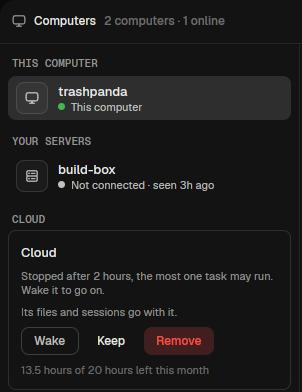 Computers 2 computers · 1 online
THIS COMPUTER
trashpanda
This computer
YOUR SERVERS
build-box
Not connected · seen 3h ago
CLOUD
Cloud
Stopped after 2 hours, the most one task may run.
Wake it to go on.
Its files and sessions go with it.
Wake Keep Remove
13.5 hours of 20 hours left this month